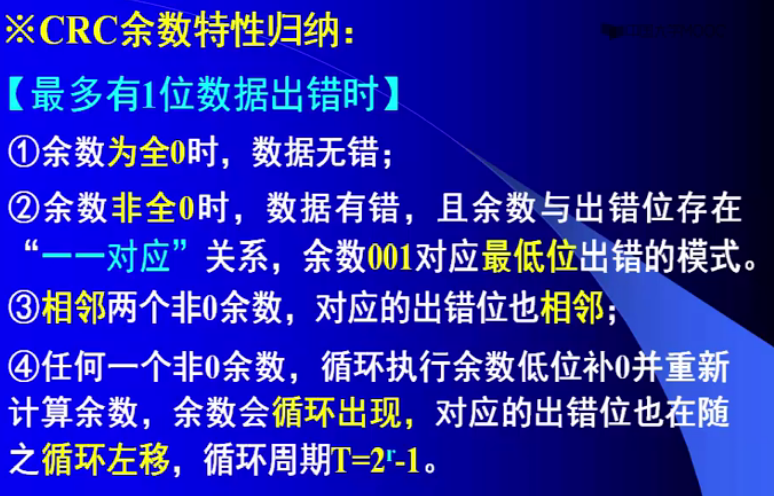 ※CRC余数特性归纳：
【最多有1位数据出错时】
①余数为全0时，数据无错；
②余数非全0时，数据有错，且余数与出错位存在
“一一对应”关系，余数001对应最低位出错的模式。
③相邻两个非0余数，对应的出错位也相邻；
④任何一个非0余数，循环执行余数低位补0并重新
计算余数，余数会循环出现，对应的出错位也在随
之循环左移，循环周期T=2ʳ-1。